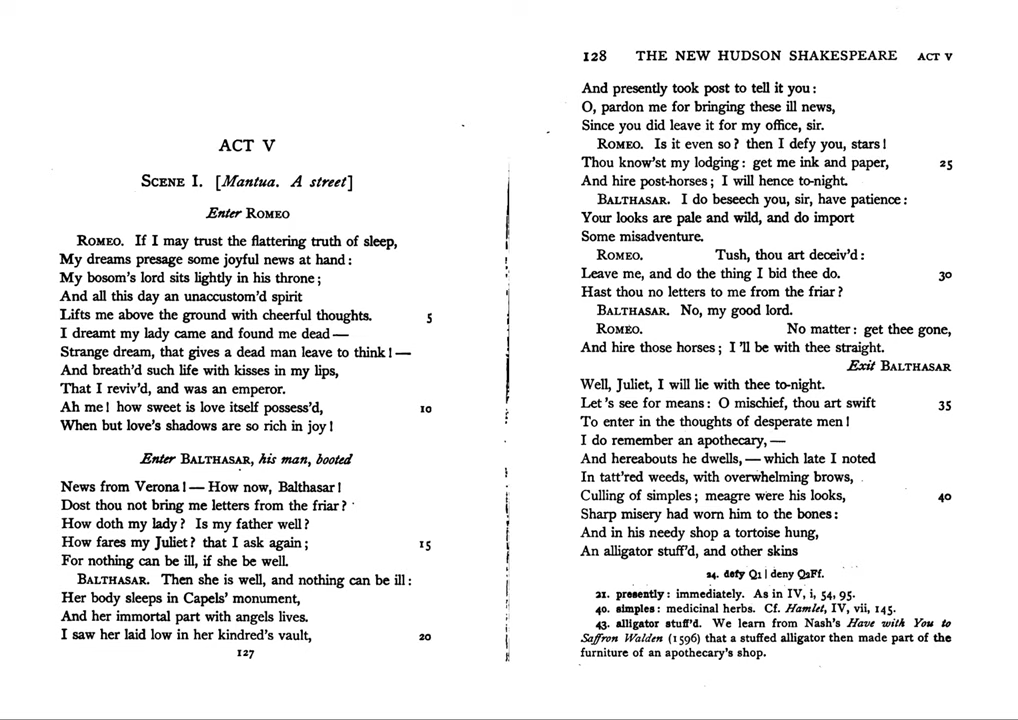 ACT V
SCENE I. [Mantua. A street]
Enter ROMEO
ROMEO. If I may trust the flattering truth of sleep,
My dreams presage some joyful news at hand:
My bosom's lord sits lightly in his throne;
And all this day an unaccustom'd spirit
Lifts me above the ground with cheerful thoughts. 5
I dreamt my lady came and found me dead —
Strange dream, that gives a dead man leave to think! —
And breath'd such life with kisses in my lips,
That I reviv'd, and was an emperor.
Ah me! how sweet is love itself possess'd, 10
When but love's shadows are so rich in joy!
Enter BALTHASAR, his man, booted
News from Verona! — How now, Balthasar!
Dost thou not bring me letters from the friar?
How doth my lady? Is my father well?
How fares my Juliet? that I ask again; 15
For nothing can be ill, if she be well.
BALTHASAR. Then she is well, and nothing can be ill:
Her body sleeps in Capels' monument,
And her immortal part with angels lives.
I saw her laid low in her kindred's vault, 20
127
128 THE NEW HUDSON SHAKESPEARE ACT V
And presently took post to tell it you:
O, pardon me for bringing these ill news,
Since you did leave it for my office, sir.
ROMEO. Is it even so? then I defy you, stars!
Thou know'st my lodging: get me ink and paper, 25
And hire post-horses; I will hence to-night.
BALTHASAR. I do beseech you, sir, have patience:
Your looks are pale and wild, and do import
Some misadventure.
ROMEO. Tush, thou art deceiv'd:
Leave me, and do the thing I bid thee do. 30
Hast thou no letters to me from the friar?
BALTHASAR. No, my good lord.
ROMEO. No matter: get thee gone,
And hire those horses; I 'll be with thee straight.
Exit BALTHASAR
Well, Juliet, I will lie with thee to-night.
Let 's see for means: O mischief, thou art swift 35
To enter in the thoughts of desperate men!
I do remember an apothecary, —
And hereabouts he dwells, — which late I noted
In tatt'red weeds, with overwhelming brows,
Culling of simples; meagre were his looks, 40
Sharp misery had worn him to the bones:
And in his needy shop a tortoise hung,
An alligator stuff'd, and other skins
24. defy Q1 | deny Q2Ff.
21. presently: immediately. As in IV, i, 54, 95.
40. simples: medicinal herbs. Cf. Hamlet, IV, vii, 145.
43. alligator stuff'd. We learn from Nash's Have with You to
Saffron Walden (1596) that a stuffed alligator then made part of the
furniture of an apothecary's shop.